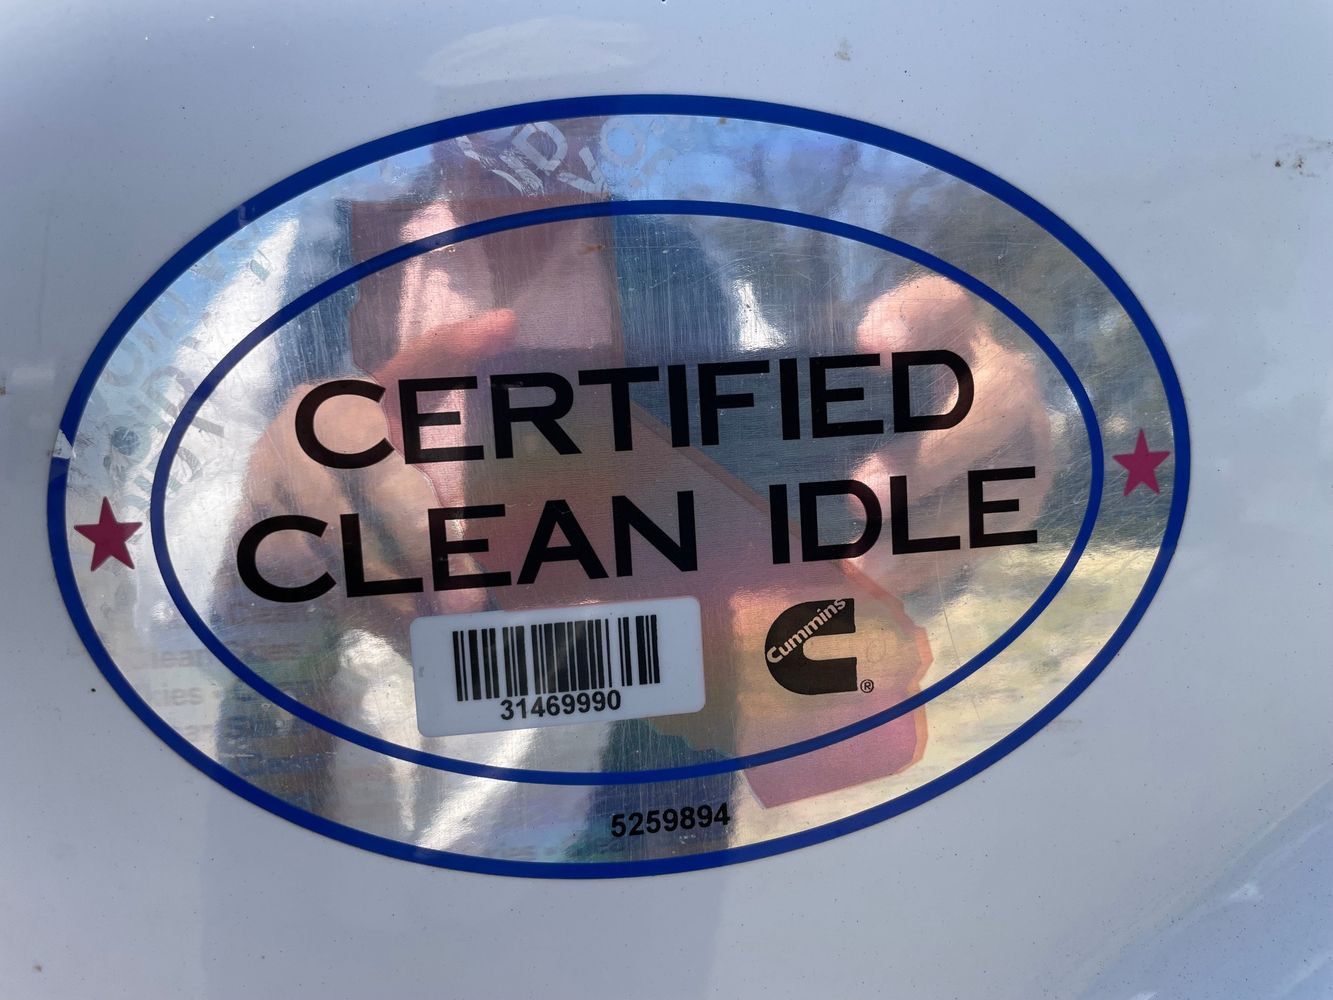 CERTIFIED
CLEAN IDLE
31469990
Cummins
®
5259894